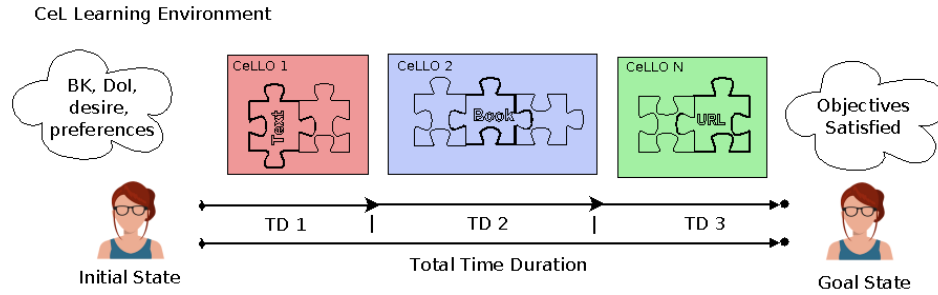 CeL Learning Environment
BK, DoI,
desire,
preferences
CeLLO 1
Text
CeLLO 2
Book
CeLLO N
URL
Objectives
Satisfied
TD 1
TD 2
TD 3
Total Time Duration
Initial State
Goal State